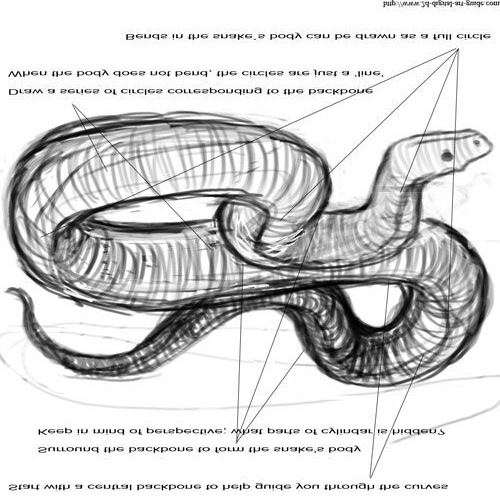 Start with a central backbone to help guide you through the curves
Surround the backbone to form the snake's body
Keep in mind of perspective, what parts of cylindar is hidden?
Draw a series of circles corresponding to the backbone
When the body does not bend, the circles are just a 'line'
Bends in the snake's body can be drawn as a full circle
http://www.2d-digital-art-guide.com